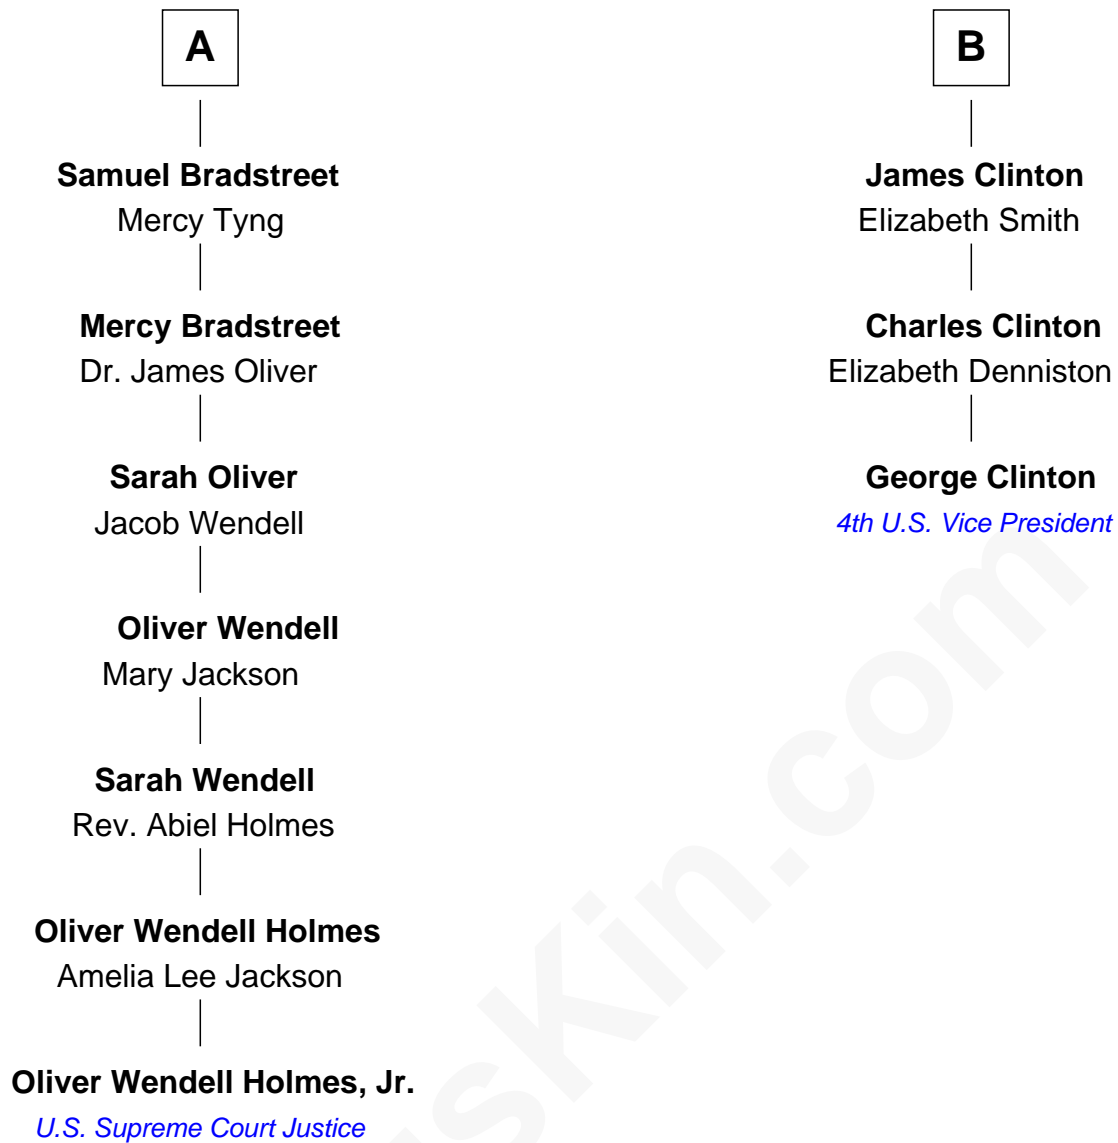 A
Samuel Bradstreet
Mercy Tyng
Mercy Bradstreet
Dr. James Oliver
Sarah Oliver
Jacob Wendell
Oliver Wendell
Mary Jackson
Sarah Wendell
Rev. Abiel Holmes
Oliver Wendell Holmes
Amelia Lee Jackson
Oliver Wendell Holmes, Jr.
U.S. Supreme Court Justice
B
James Clinton
Elizabeth Smith
Charles Clinton
Elizabeth Denniston
George Clinton
4th U.S. Vice President
usKin.com